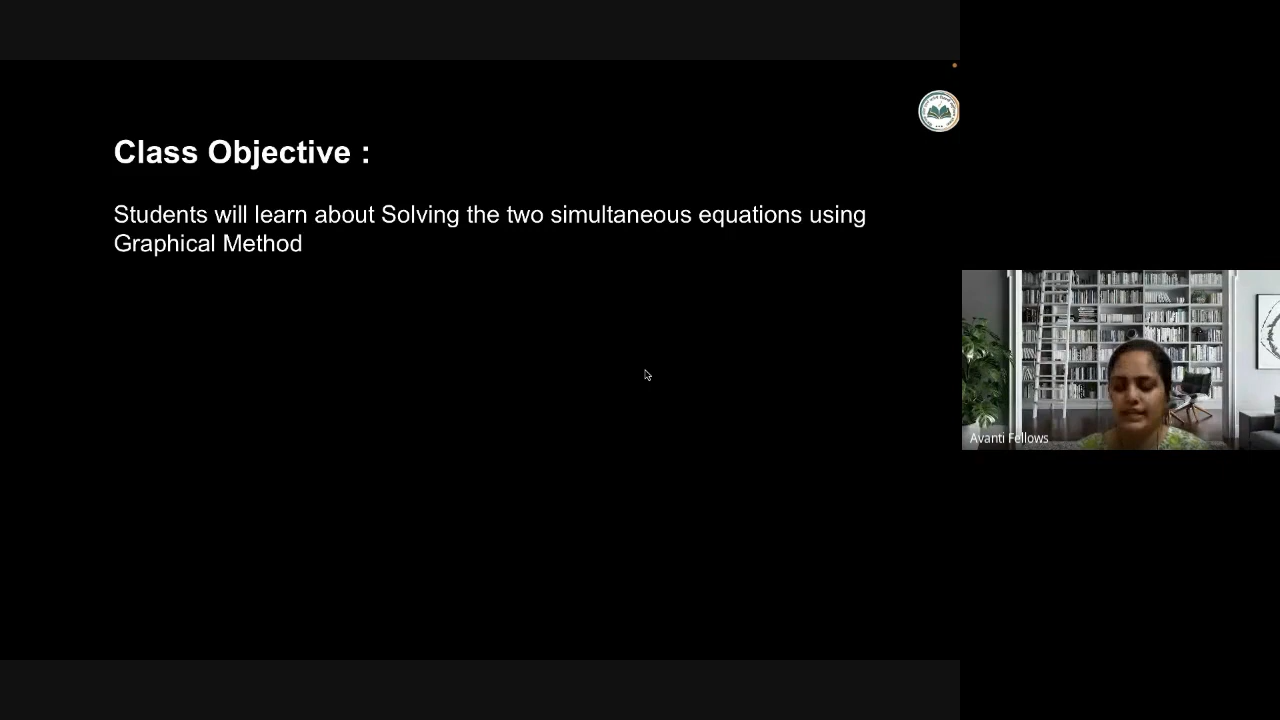 Class Objective :
Students will learn about Solving the two simultaneous equations using
Graphical Method
Avanti Fellows